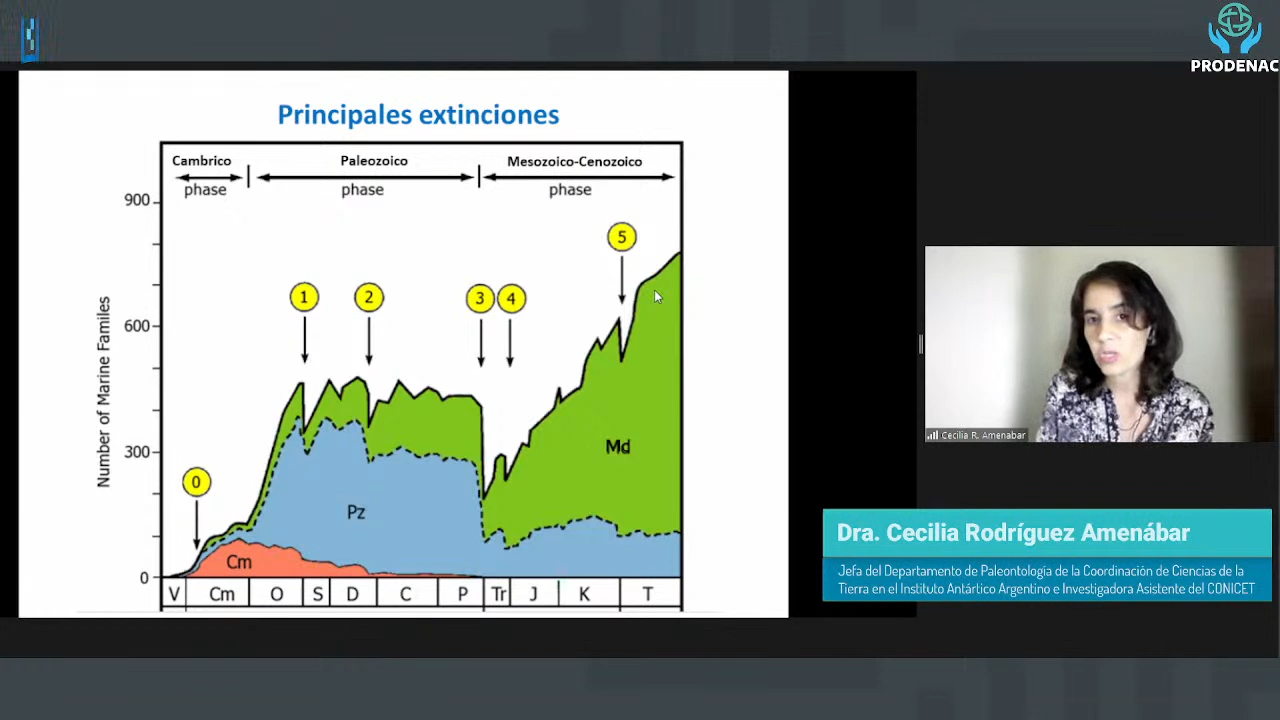 PRODENAC
Principales extinciones
Cambrico
Paleozoico
Mesozoico-Cenozoico
phase
phase
phase
900
600
300
0
Number of Marine Familes
0
1
2
3
4
5
Cm
Pz
Md
V
Cm
O
S
D
C
P
Tr
J
K
T
Cecilia R. Amenabar
Dra. Cecilia Rodríguez Amenábar
Jefa del Departamento de Paleontología de la Coordinación de Ciencias de la
Tierra en el Instituto Antártico Argentino e Investigadora Asistente del CONICET